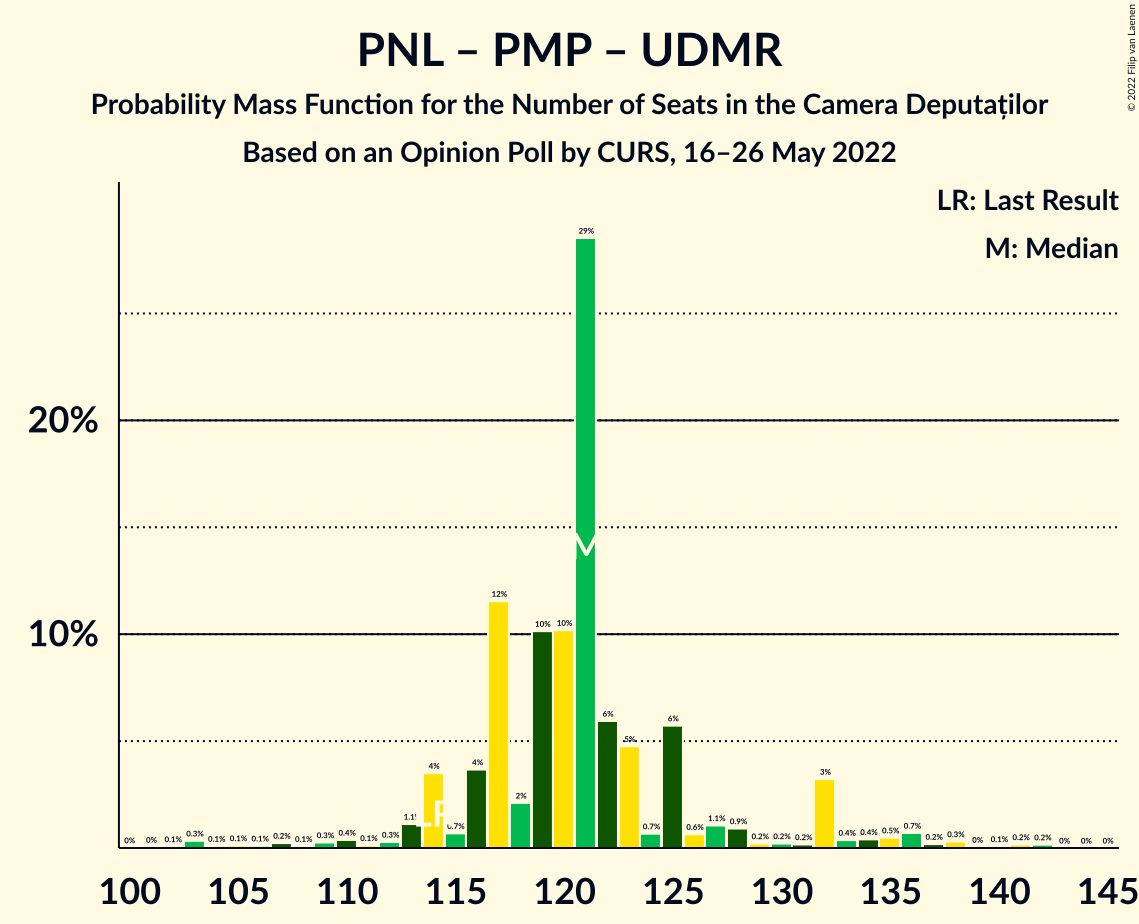 © 2022 Filip van Laenen
PNL – PMP – UDMR
Probability Mass Function for the Number of Seats in the Camera Deputaților
Based on an Opinion Poll by CURS, 16–26 May 2022
LR: Last Result
M: Median
20%
10%
0% 0% 0.1% 0.3% 0.1% 0.1% 0.1% 0.2% 0.1% 0.3% 0.4% 0.1% 0.3% 1.1% 4% 0.7% 4% 12% 2% 10% 10% 29% 6% 5% 0.7% 6% 0.6% 1.1% 0.9% 0.2% 0.2% 0.2% 3% 0.4% 0.4% 0.5% 0.7% 0.2% 0.3% 0% 0.1% 0.2% 0.2% 0% 0% 0%
LR
M
100 105 110 115 120 125 130 135 140 145